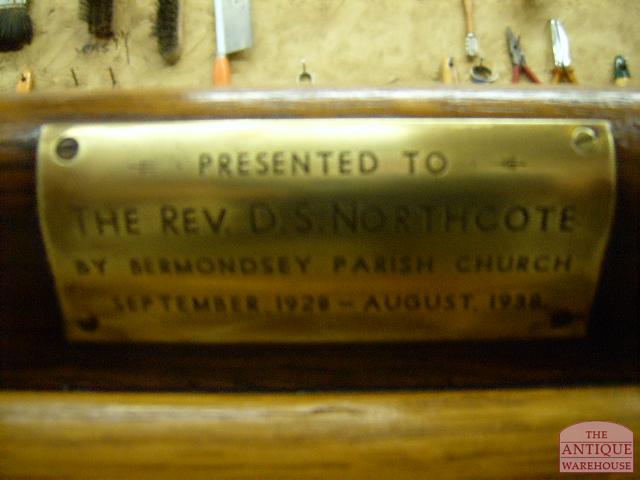 PRESENTED TO
THE REV. D.S. NORTHCOTE
BY BERMONDSEY PARISH CHURCH
SEPTEMBER, 1928 – AUGUST, 1938.
THE
ANTIQUE
WAREHOUSE